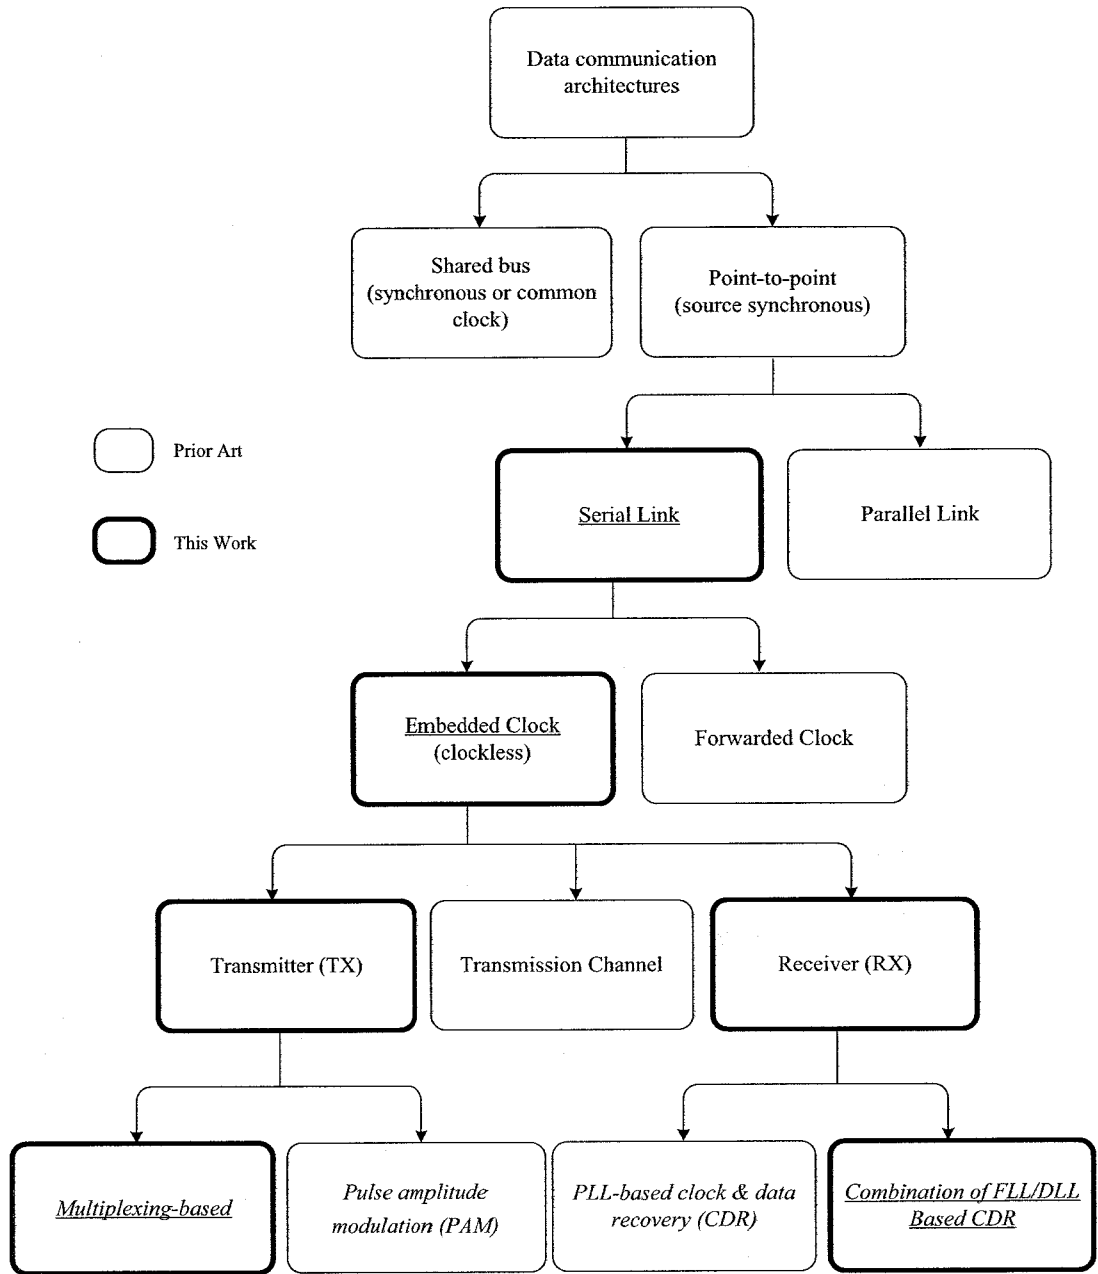 Data communication
architectures
Shared bus
(synchronous or common
clock)
Point-to-point
(source synchronous)
Prior Art
This Work
Serial Link
Parallel Link
Embedded Clock
(clockless)
Forwarded Clock
Transmitter (TX)
Transmission Channel
Receiver (RX)
Multiplexing-based
Pulse amplitude
modulation (PAM)
PLL-based clock & data
recovery (CDR)
Combination of FLL/DLL
Based CDR